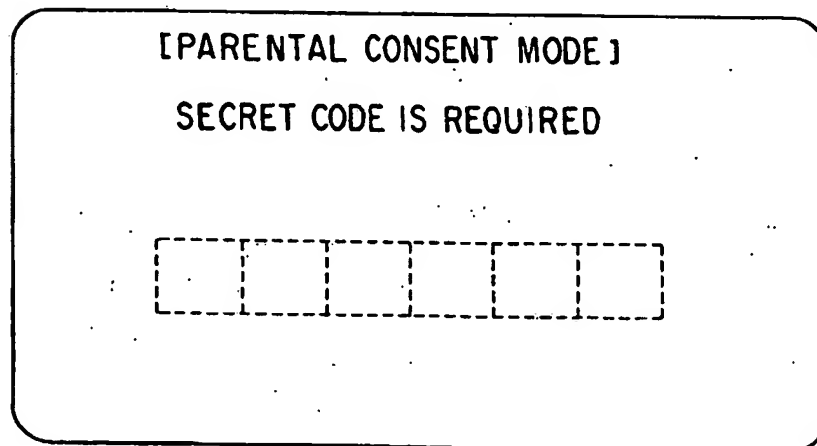 [PARENTAL CONSENT MODE]
SECRET CODE IS REQUIRED